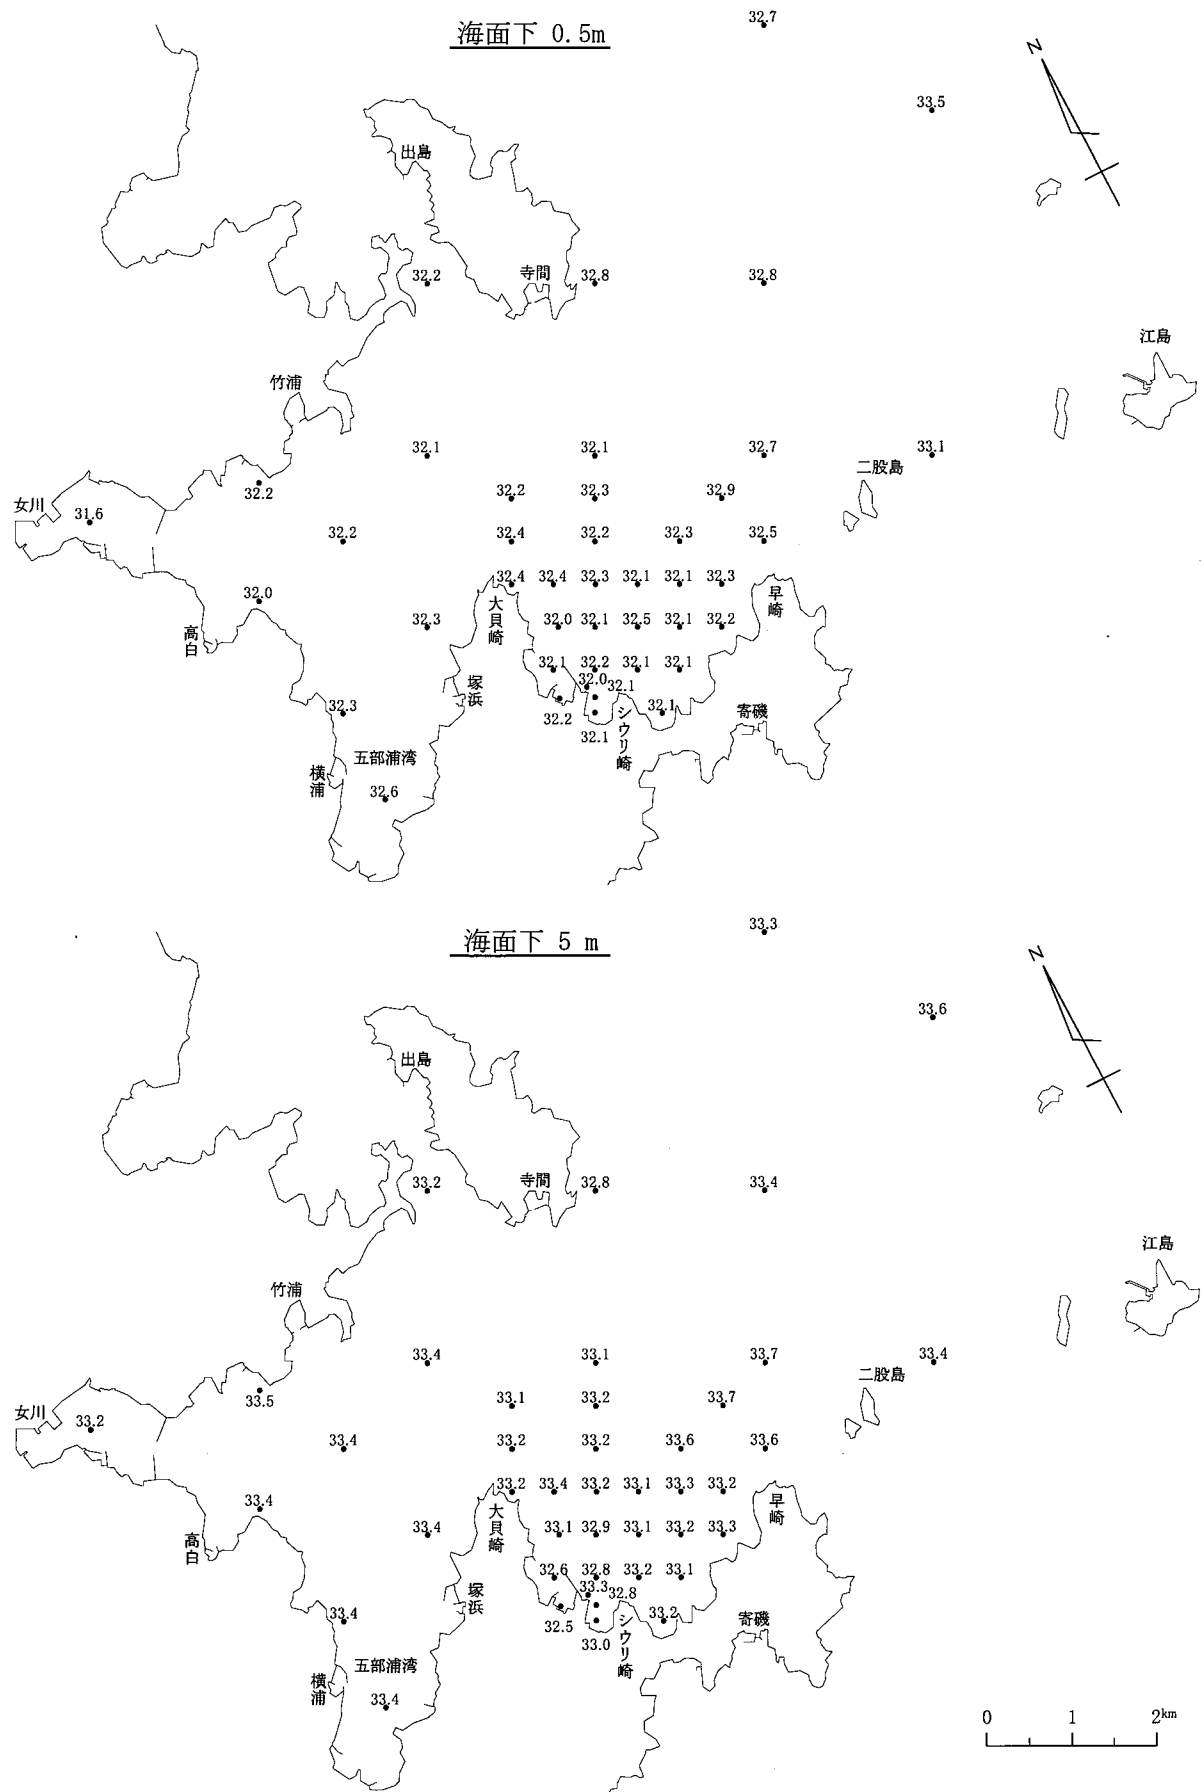 海面下 0.5m
32.7
N
33.5
出島
32.2
寺間
32.8
32.8
江島
竹浦
32.1
32.1
32.7
33.1
二股島
32.2
32.2
32.3
32.9
女川
31.6
32.2
32.4
32.2
32.3
32.5
32.4
32.4
32.3
32.1
32.1
32.3
早崎
大貝崎
32.0
高白
32.3
32.0
32.1
32.5
32.1
32.2
32.1
32.2
32.1
32.1
塚浜
32.0
32.1
32.2
32.3
32.1
シウリ崎
32.1
寄磯
五部浦湾
横浦
32.6
海面下 5 m
33.3
N
33.6
出島
33.2
寺間
32.8
33.4
江島
竹浦
33.4
33.1
33.7
33.4
二股島
33.5
33.1
33.2
33.7
女川
33.2
33.4
33.2
33.2
33.6
33.6
33.2
33.4
33.2
33.1
33.3
33.2
早崎
大貝崎
33.4
高白
33.4
33.1
32.9
33.1
33.2
33.3
32.6
32.8
33.2
33.1
塚浜
33.3
32.8
32.5
33.4
33.0
シウリ崎
33.2
寄磯
五部浦湾
横浦
33.4
0 1 2km